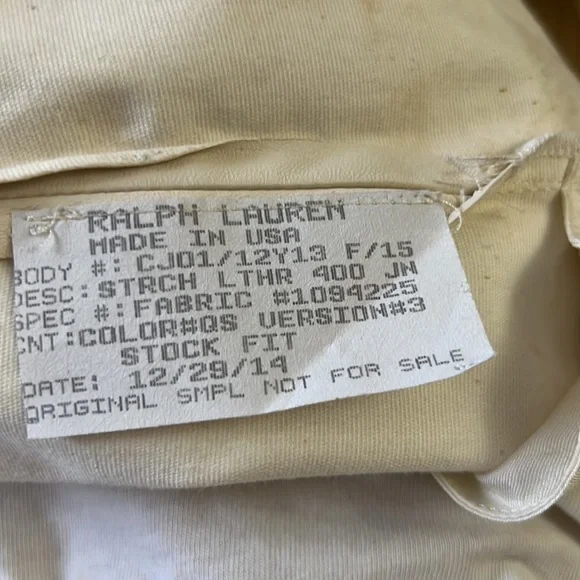 RALPH LAUREN
MADE IN USA
BODY #: CJ01/12Y13 F/15
DESC: STRCH LTHR 400 JN
SPEC #: FABRIC #1094225
CNT: COLOR#QS VERSION#3
STOCK FIT
DATE: 12/29/14
ORIGINAL SMPL NOT FOR SALE